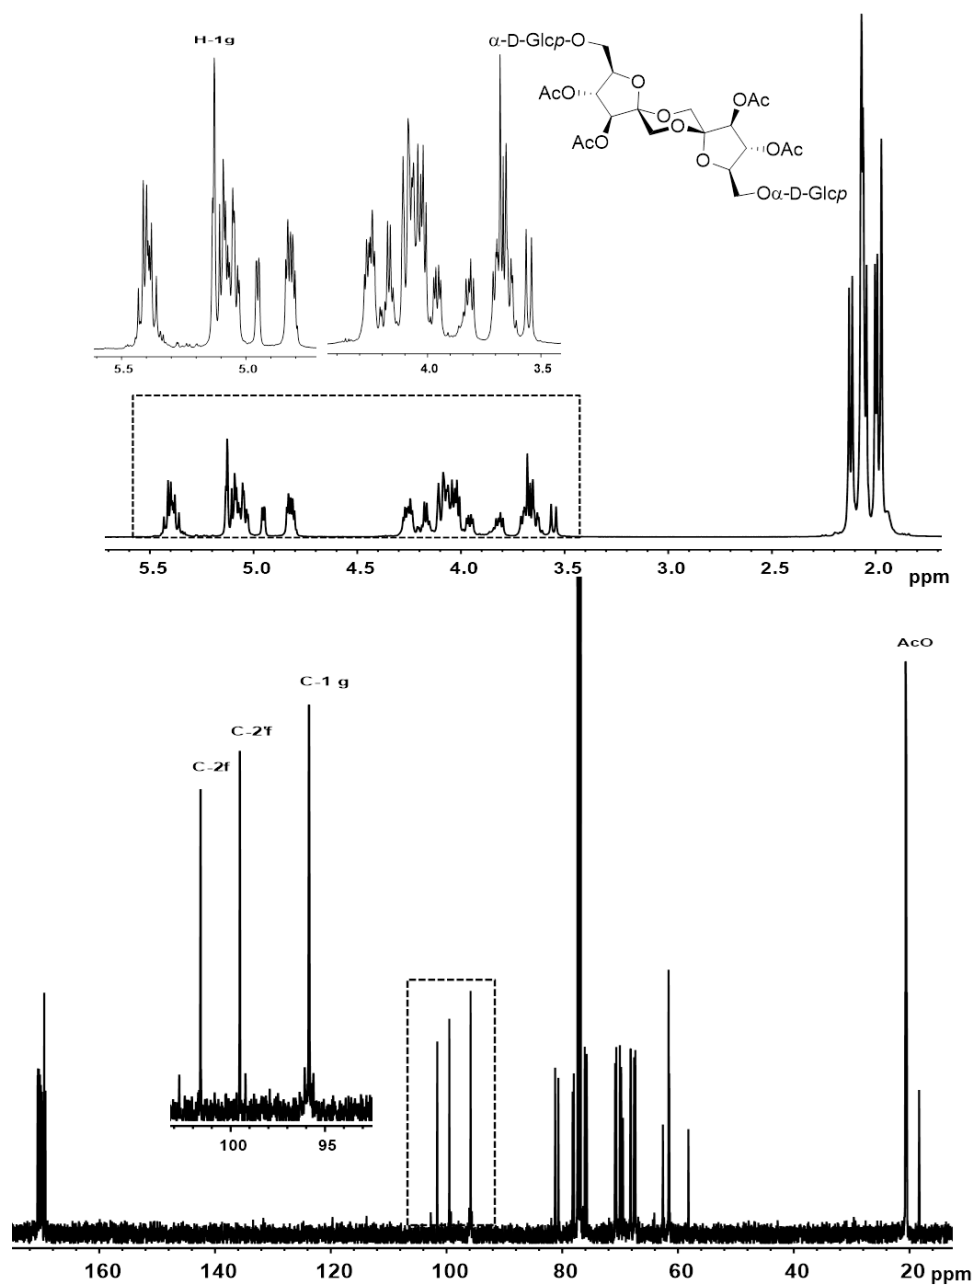 H-1g
α-D-Glcp-O
O
AcO
O
O
OAc
AcO
O
OAc
Oα-D-Glcp
5.5 5.0 4.0 3.5
5.5 5.0 4.5 4.0 3.5 3.0 2.5 2.0
ppm
AcO
C-1 g
C-2'f
C-2f
100 95
160 140 120 100 80 60 40 20 ppm